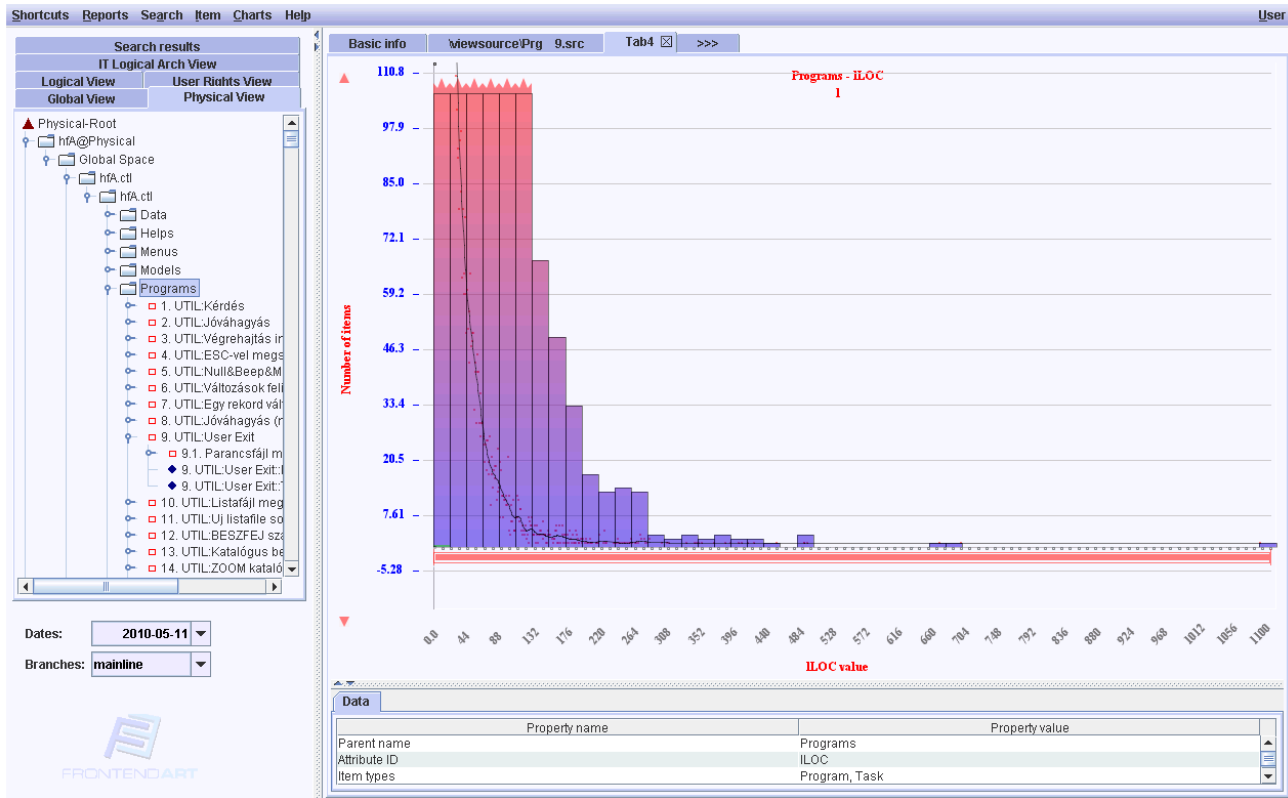 Shortcuts Reports Search Item Charts Help User
Search results
IT Logical Arch View
Logical View User Rights View
Global View Physical View
Physical-Root
hfA@Physical
Global Space
hfA.ctl
hfA.ctl
Data
Helps
Menus
Models
Programs
1. UTIL:Kérdés
2. UTIL:Jóváhagyás
3. UTIL:Végrehajtás ir
4. UTIL:ESC-vel megs
5. UTIL:Null&Beep&M
6. UTIL:Változások feli
7. UTIL:Egy rekord vál
8. UTIL:Jóváhagyás (r
9. UTIL:User Exit
9.1. Parancsfájl m
9. UTIL:User Exit::
9. UTIL:User Exit::
10. UTIL:Listafájl meg
11. UTIL:Uj listafile so
12. UTIL:BESZFEJ sza
13. UTIL:Katalógus be
14. UTIL:ZOOM kataló
Dates: 2010-05-11
Branches: mainline
FRONTENDART
Basic info \viewsource\Prg 9.src Tab4 >>>
Programs - ILOC
1
110.8
97.9
85.0
72.1
59.2
46.3
33.4
20.5
7.61
-5.28
Number of items
0.0 44 88 132 176 220 264 308 352 396 440 484 528 572 616 660 704 748 792 836 880 924 968 1012 1056 1100
ILOC value
Data
Property name Property value
Parent name Programs
Attribute ID ILOC
Item types Program, Task